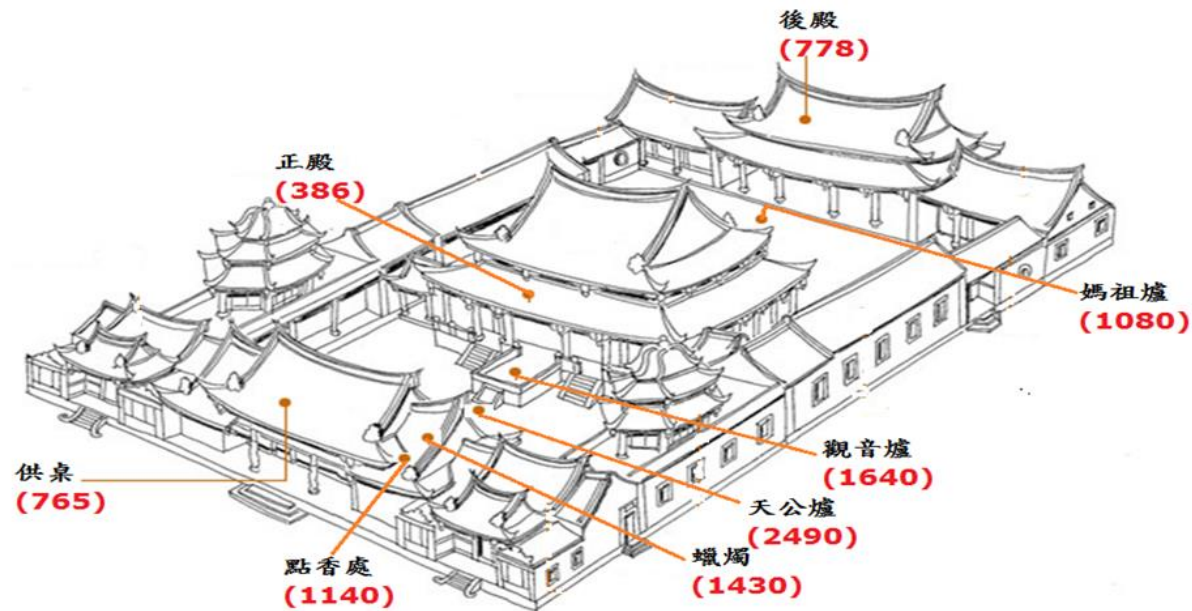 後殿
(778)
正殿
(386)
媽祖爐
(1080)
觀音爐
(1640)
供桌
(765)
天公爐
(2490)
蠟燭
(1430)
點香處
(1140)